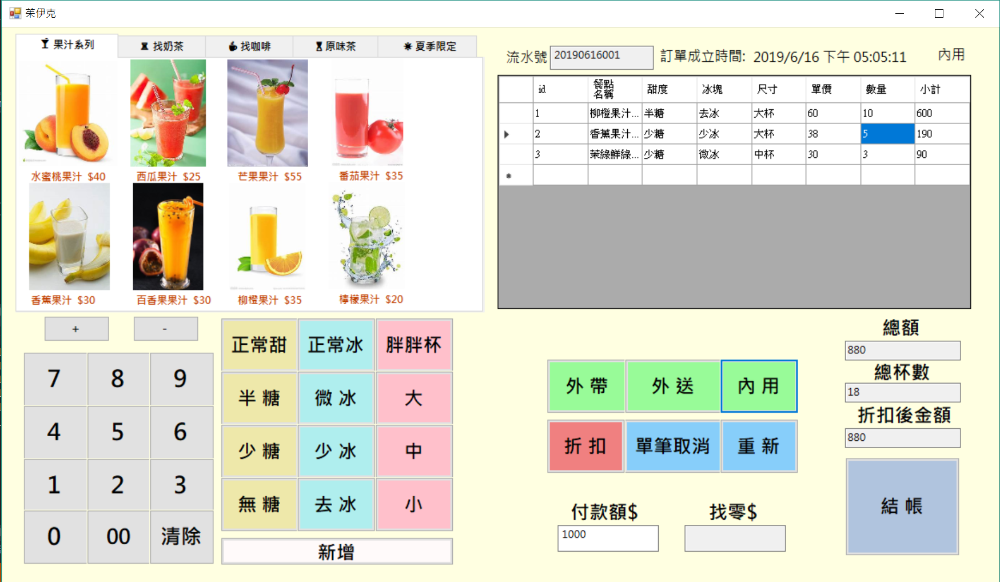 茉伊克
果汁系列 找奶茶 找咖啡 原味茶 夏季限定
水蜜桃果汁 $40 西瓜果汁 $25 芒果果汁 $55 番茄果汁 $35
香蕉果汁 $30 百香果果汁 $30 柳橙果汁 $35 檸檬果汁 $20
+ -
7 8 9
4 5 6
1 2 3
0 00 清除
正常甜 正常冰 胖胖杯
半 糖 微 冰 大
少 糖 少 冰 中
無 糖 去 冰 小
新增
流水號 20190616001 訂單成立時間: 2019/6/16 下午 05:05:11 內用
id 餐點名稱 甜度 冰塊 尺寸 單價 數量 小計
1 柳橙果汁... 半糖 去冰 大杯 60 10 600
2 香蕉果汁... 少糖 少冰 大杯 38 5 190
3 茉綠鮮綠... 少糖 微冰 中杯 30 3 90
外 帶 外 送 內 用
折 扣 單筆取消 重 新
付款額$ 找零$
1000
總額
880
總杯數
18
折扣後金額
880
結 帳